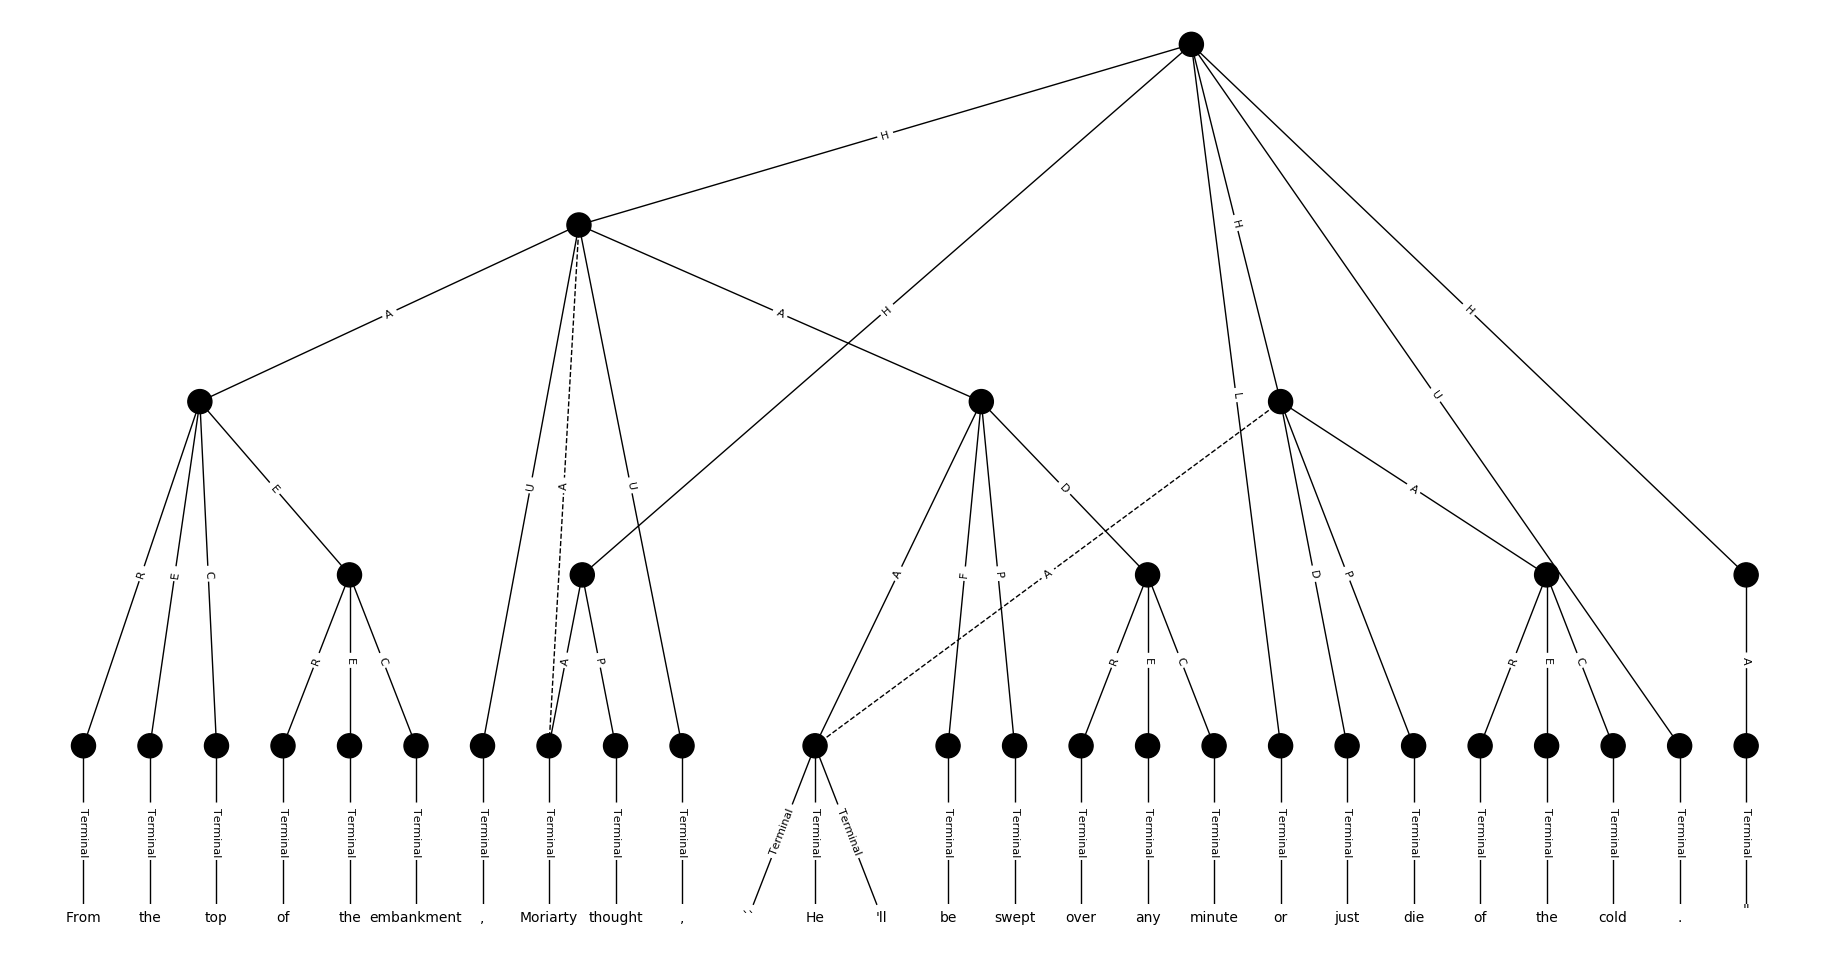 H
H
H
A
A
H
H
L
U
U
A
U
E
A
D
R
E
C
A
F
P
A
D
P
R
E
C
A
P
R
E
C
R
E
C
A
Terminal Terminal Terminal Terminal Terminal Terminal Terminal Terminal Terminal Terminal Terminal Terminal Terminal Terminal Terminal Terminal Terminal Terminal Terminal Terminal Terminal Terminal Terminal Terminal Terminal Terminal
From the top of the embankment , Moriarty thought , `` He 'll be swept over any minute or just die of the cold . "